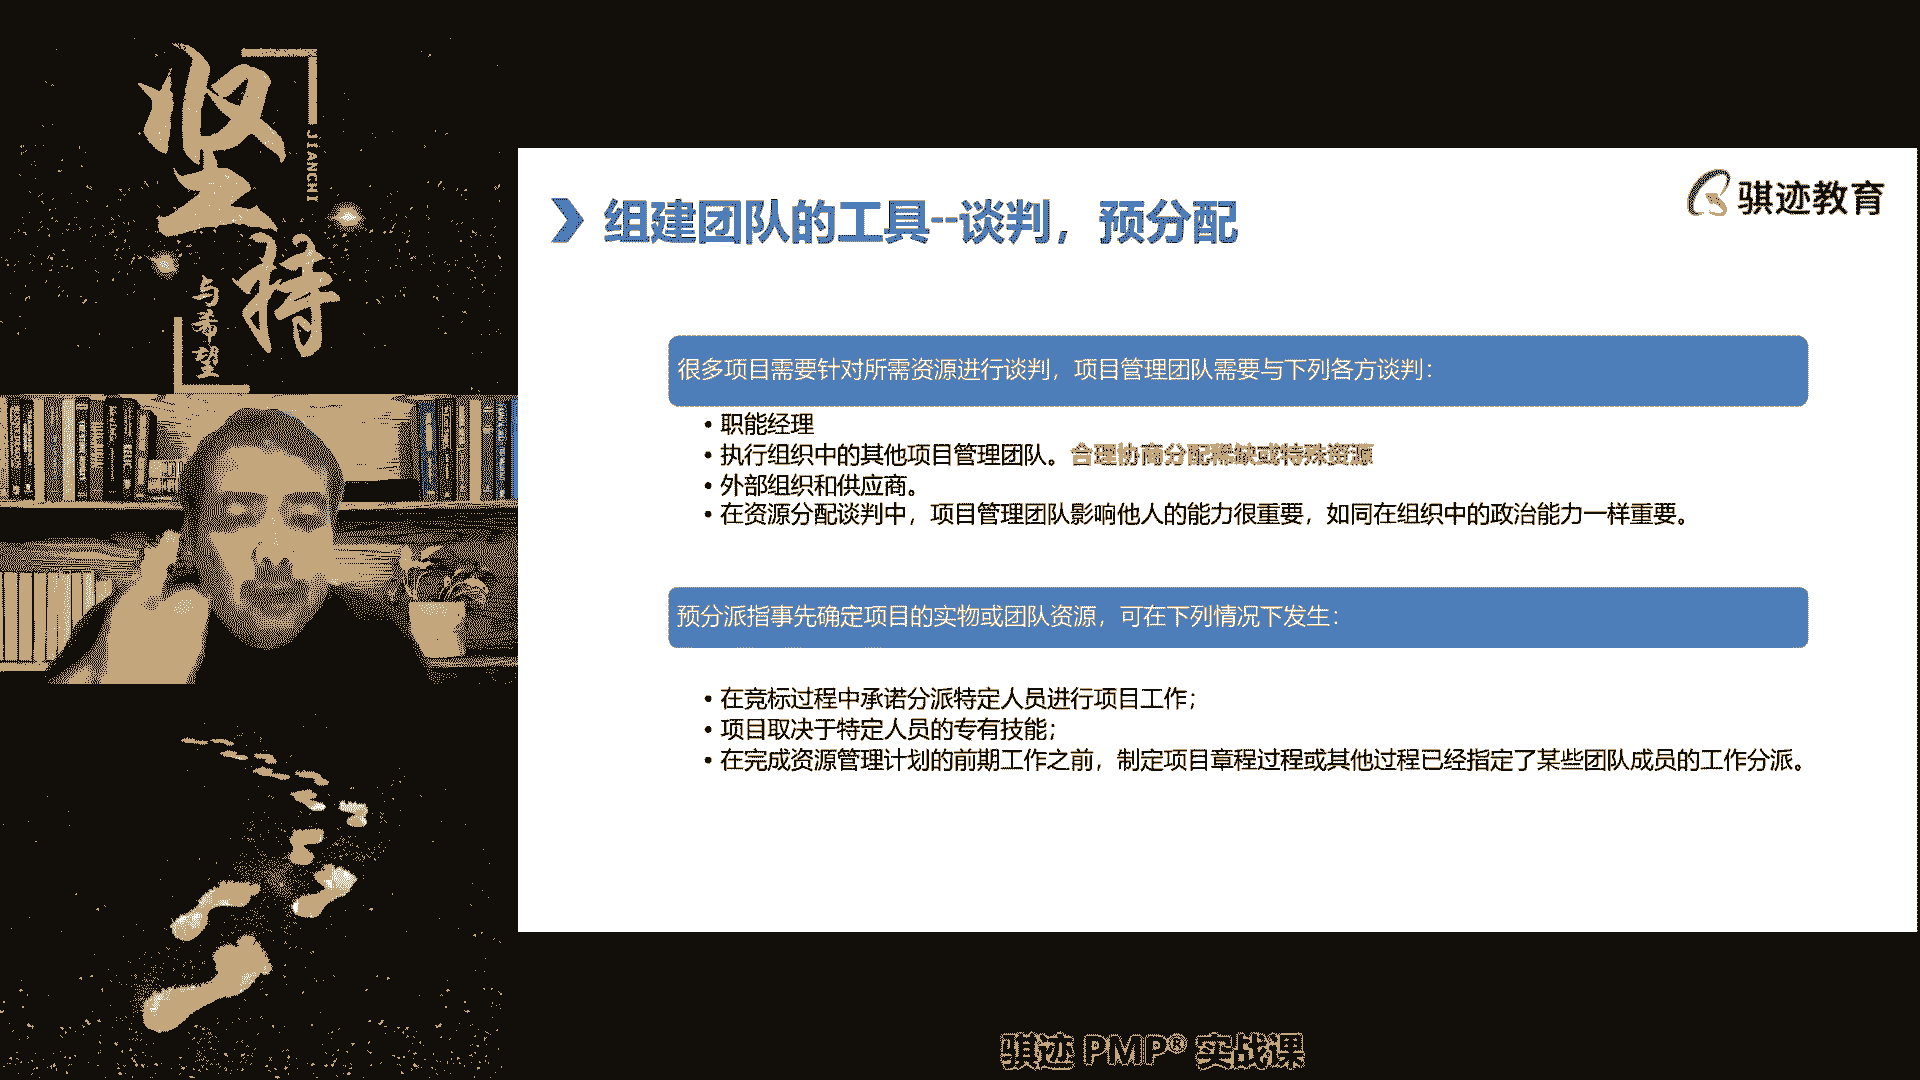 坚持
JIANCHI
与希望
骐迹教育
组建团队的工具--谈判，预分配
很多项目需要针对所需资源进行谈判，项目管理团队需要与下列各方谈判：
• 职能经理
• 执行组织中的其他项目管理团队。合理协商分配稀缺或特殊资源
• 外部组织和供应商。
• 在资源分配谈判中，项目管理团队影响他人的能力很重要，如同在组织中的政治能力一样重要。
预分派指事先确定项目的实物或团队资源，可在下列情况下发生：
• 在竞标过程中承诺分派特定人员进行项目工作；
• 项目取决于特定人员的专有技能；
• 在完成资源管理计划的前期工作之前，制定项目章程过程或其他过程已经指定了某些团队成员的工作分派。
骐迹 PMP® 实战课